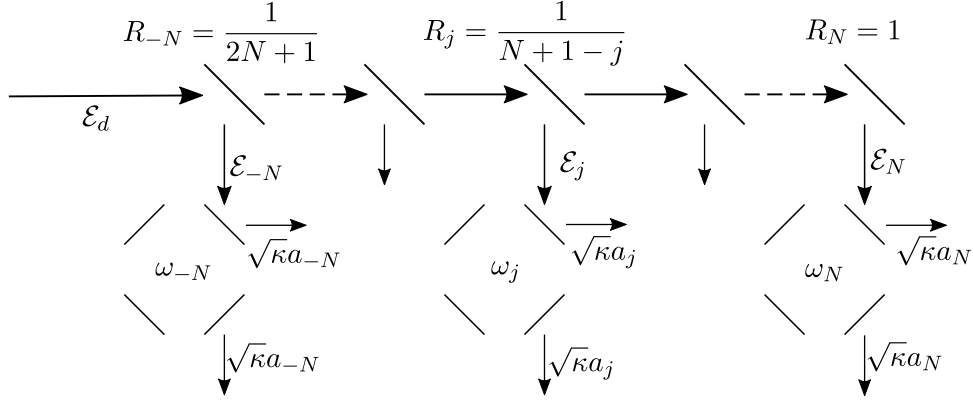 R_{-N} = \frac{1}{2N+1} R_j = \frac{1}{N+1-j} R_N = 1
\mathcal{E}_d
\mathcal{E}_{-N} \mathcal{E}_j \mathcal{E}_N
\sqrt{\kappa}a_{-N} \sqrt{\kappa}a_j \sqrt{\kappa}a_N
\omega_{-N} \omega_j \omega_N
\sqrt{\kappa}a_{-N} \sqrt{\kappa}a_j \sqrt{\kappa}a_N